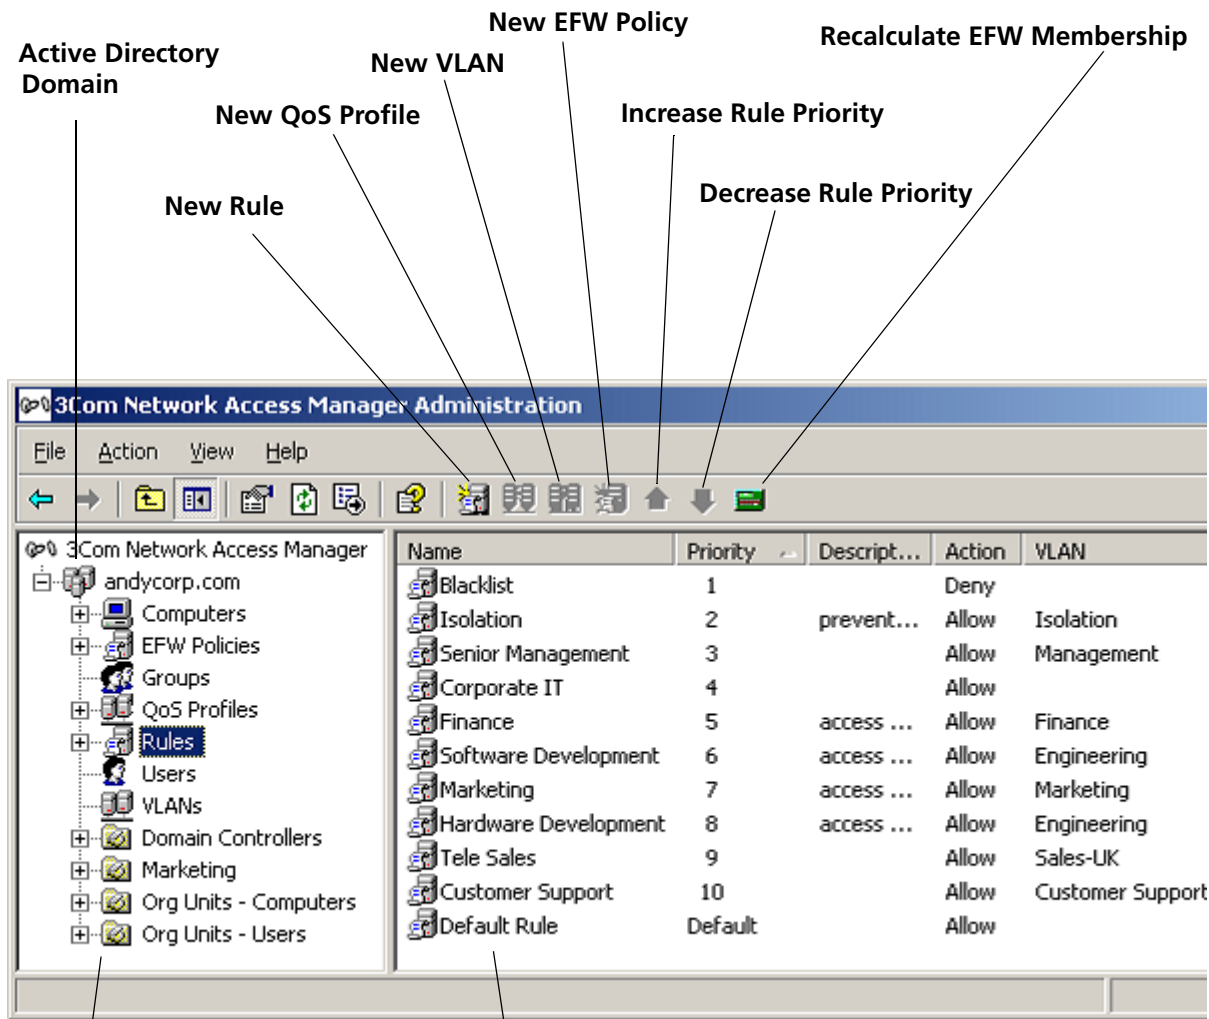 New EFW Policy
Recalculate EFW Membership
Active Directory
Domain
New VLAN
New QoS Profile
Increase Rule Priority
Decrease Rule Priority
New Rule
3Com Network Access Manager Administration
File Action View Help
3Com Network Access Manager
andycorp.com
Computers
EFW Policies
Groups
QoS Profiles
Rules
Users
VLANs
Domain Controllers
Marketing
Org Units - Computers
Org Units - Users
Name Priority Descript... Action VLAN
Blacklist 1 Deny
Isolation 2 prevent... Allow Isolation
Senior Management 3 Allow Management
Corporate IT 4 Allow
Finance 5 access ... Allow Finance
Software Development 6 access ... Allow Engineering
Marketing 7 access ... Allow Marketing
Hardware Development 8 access ... Allow Engineering
Tele Sales 9 Allow Sales-UK
Customer Support 10 Allow Customer Support
Default Rule Default Allow